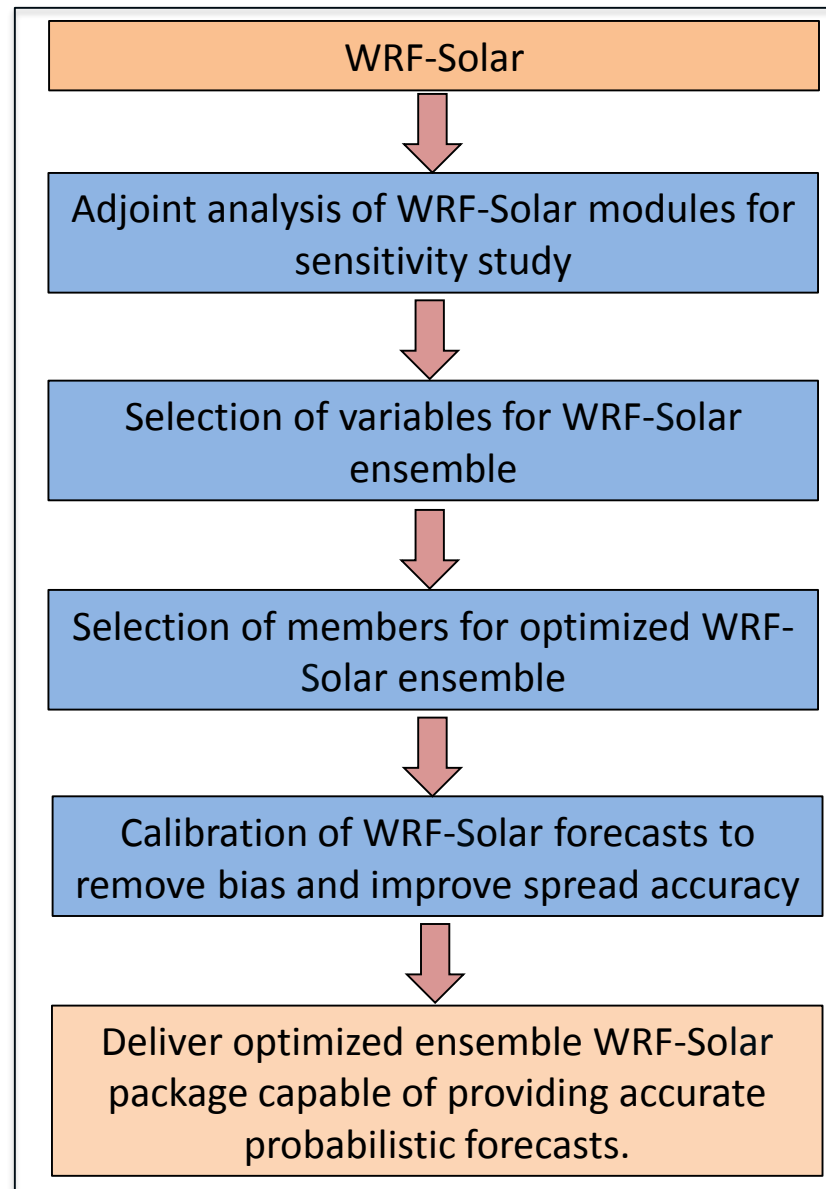 WRF-Solar
Adjoint analysis of WRF-Solar modules for
sensitivity study
Selection of variables for WRF-Solar
ensemble
Selection of members for optimized WRF-
Solar ensemble
Calibration of WRF-Solar forecasts to
remove bias and improve spread accuracy
Deliver optimized ensemble WRF-Solar
package capable of providing accurate
probabilistic forecasts.